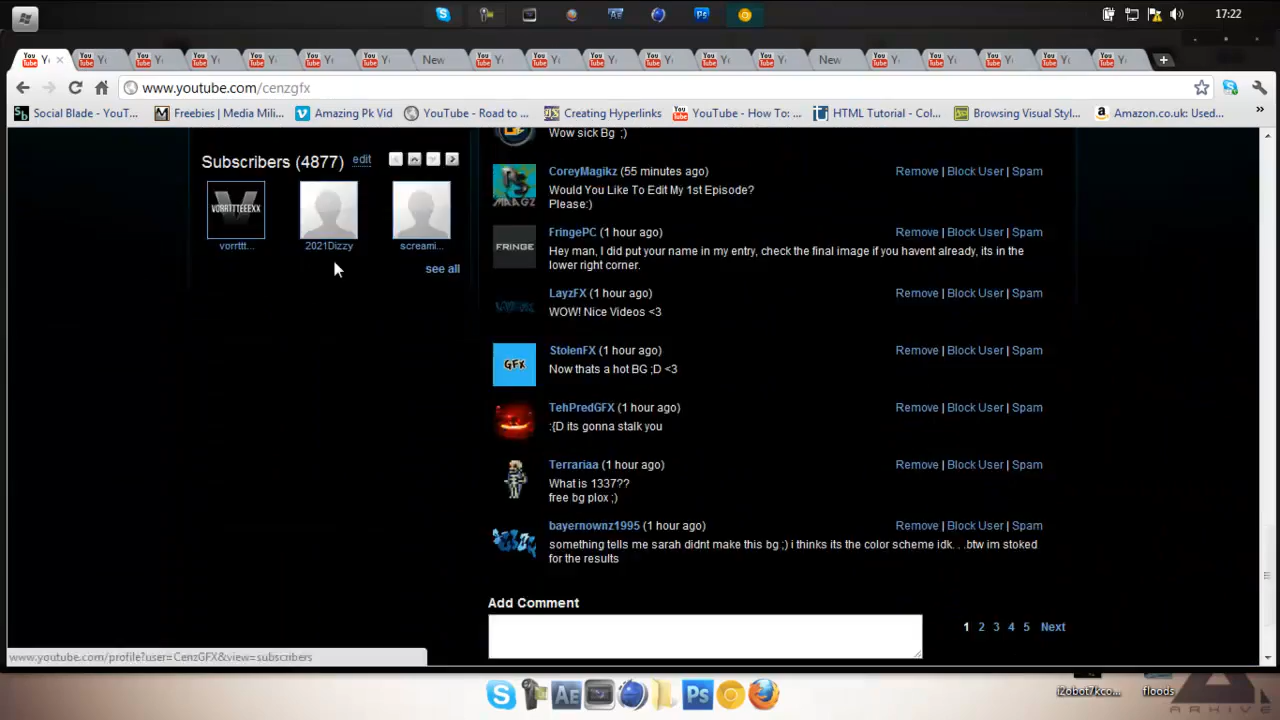 17:22
New
New
www.youtube.com/cenzgfx
Social Blade - YouT...
Freebies | Media Mili...
Amazing Pk Vid
YouTube - Road to ...
Creating Hyperlinks
YouTube - How To: ...
HTML Tutorial - Col...
Browsing Visual Styl...
Amazon.co.uk: Used...
Subscribers (4877) edit
VORRTTTEEEXX
vorrttt...
2021Dizzy
screami...
see all
Wow sick Bg ;)
CoreyMagikz (55 minutes ago) Remove | Block User | Spam
Would You Like To Edit My 1st Episode?
Please:)
FRINGE
FringePC (1 hour ago) Remove | Block User | Spam
Hey man, I did put your name in my entry, check the final image if you havent already, its in the
lower right corner.
LayzFX (1 hour ago) Remove | Block User | Spam
WOW! Nice Videos <3
GFX
StolenFX (1 hour ago) Remove | Block User | Spam
Now thats a hot BG ;D <3
TehPredGFX (1 hour ago) Remove | Block User | Spam
:{D its gonna stalk you
Terrariaa (1 hour ago) Remove | Block User | Spam
What is 1337??
free bg plox ;)
bayernownz1995 (1 hour ago) Remove | Block User | Spam
something tells me sarah didnt make this bg ;) i thinks its the color scheme idk. . .btw im stoked
for the results
Add Comment
1 2 3 4 5 Next
www.youtube.com/profile?user=CenzGFX&view=subscribers
i2obot7kco...
floods
ARKHIVE